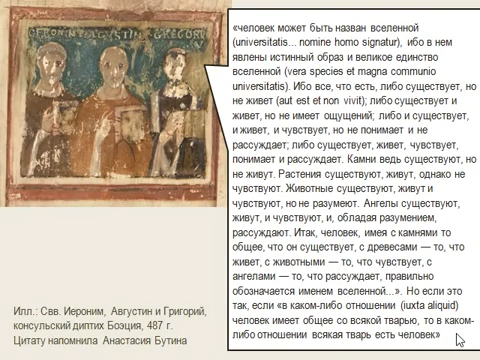 GERONIM AGUSTIN GREGORI
V
«человек может быть назван вселенной
(universitatis... nomine homo signatur), ибо в нем
явлены истинный образ и великое единство
вселенной (vera species et magna communio
universitatis). Ибо все, что есть, либо существует, но
не живет (aut est et non vivit); либо существует и
живет, но не имеет ощущений; либо и существует,
и живет, и чувствует, но не понимает и не
рассуждает; либо существует, живет, чувствует,
понимает и рассуждает. Камни ведь существуют, но
не живут. Растения существуют, живут, однако не
чувствуют. Животные существуют, живут и
чувствуют, но не разумеют. Ангелы существуют,
живут, и чувствуют, и, обладая разумением,
рассуждают. Итак, человек, имея с камнями то
общее, что он существует, с древесами — то, что
живет, с животными — то, что чувствует, с
ангелами — то, что рассуждает, правильно
обозначается именем вселенной...». Но если это
так, если «в каком-либо отношении (iuxta aliquid)
человек имеет общее со всякой тварью, то в каком-
либо отношении всякая тварь есть человек»
Илл.: Свв. Иероним, Августин и Григорий,
консульский диптих Боэция, 487 г.
Цитату напомнила Анастасия Бутина